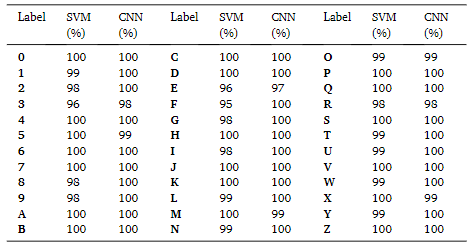 Label SVM (%) CNN (%) Label SVM (%) CNN (%) Label SVM (%) CNN (%)
0 100 100 C 100 100 O 99 99
1 99 100 D 100 100 P 100 100
2 98 100 E 96 97 Q 100 100
3 96 98 F 95 100 R 98 98
4 100 100 G 98 100 S 100 100
5 100 99 H 100 100 T 99 100
6 100 100 I 98 100 U 99 100
7 100 100 J 100 100 V 100 100
8 98 100 K 100 100 W 99 100
9 98 100 L 99 100 X 100 99
A 100 100 M 100 99 Y 99 100
B 100 100 N 99 100 Z 100 100